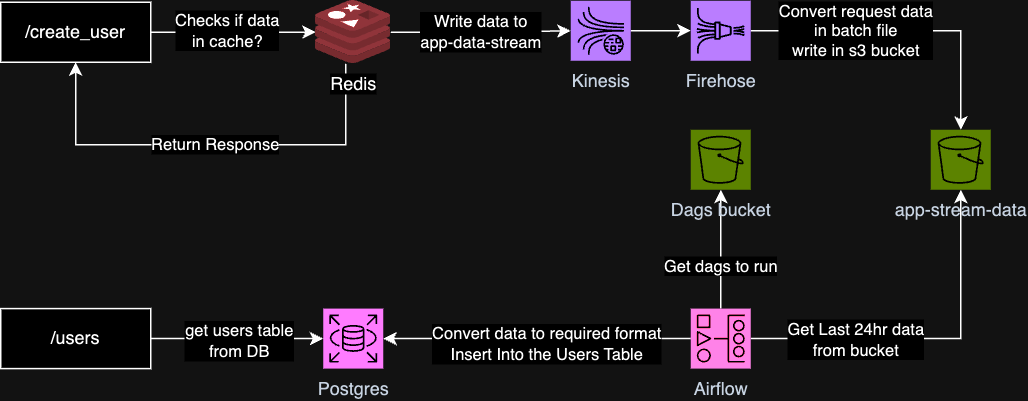 /create_user
Checks if data
in cache?
Redis
Write data to
app-data-stream
Kinesis
Firehose
Convert request data
in batch file
write in s3 bucket
Return Response
Dags bucket
app-stream-data
Get dags to run
/users
get users table
from DB
Postgres
Convert data to required format
Insert Into the Users Table
Airflow
Get Last 24hr data
from bucket